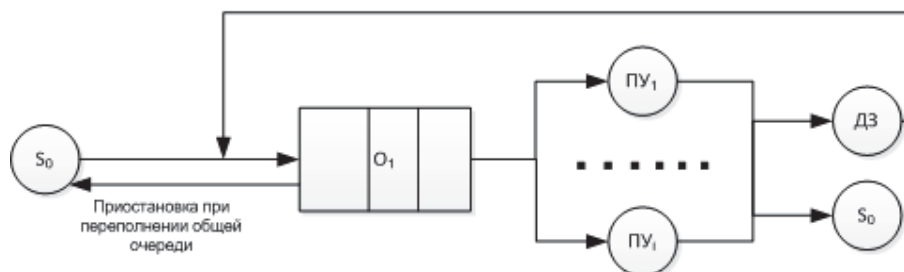 ПУ₁
ДЗ
S₀
O₁
Приостановка при
переполнении общей
очереди
S₀
ПУᵢ